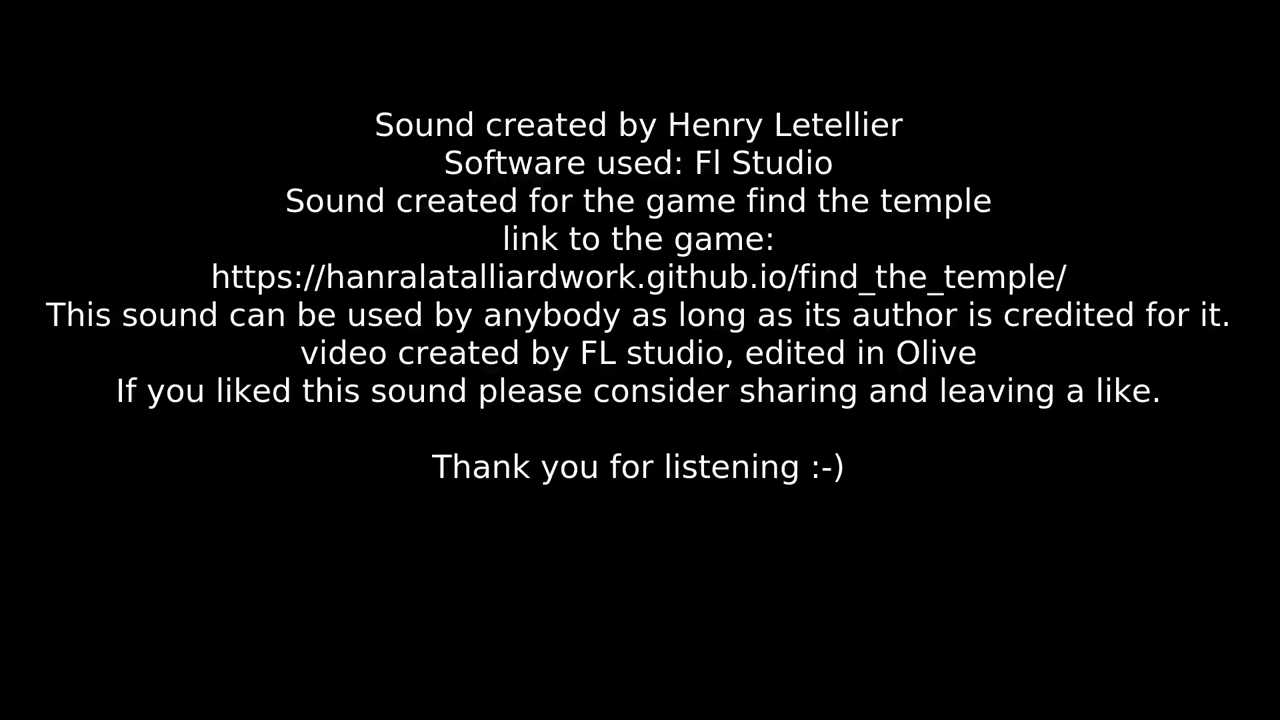 Sound created by Henry Letellier
Software used: Fl Studio
Sound created for the game find the temple
link to the game:
https://hanralatalliardwork.github.io/find_the_temple/
This sound can be used by anybody as long as its author is credited for it.
video created by FL studio, edited in Olive
If you liked this sound please consider sharing and leaving a like.
Thank you for listening :-)